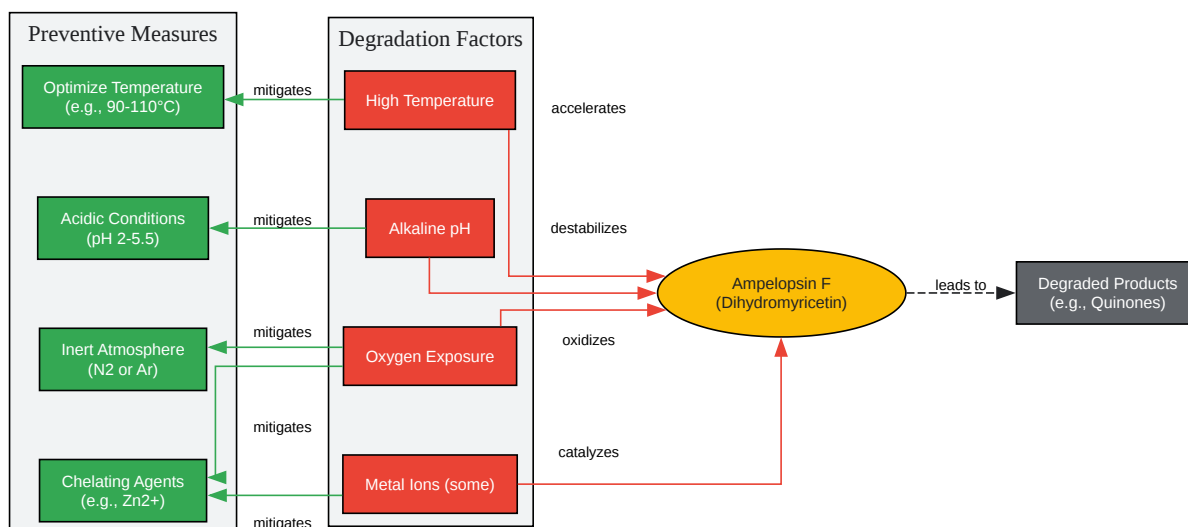 Preventive Measures
Degradation Factors
Optimize Temperature
(e.g., 90-110°C)
mitigates
High Temperature
accelerates
Acidic Conditions
(pH 2-5.5)
mitigates
Alkaline pH
destabilizes
Ampelopsin F
(Dihydromyricetin)
leads to
Degraded Products
(e.g., Quinones)
Inert Atmosphere
(N2 or Ar)
mitigates
Oxygen Exposure
oxidizes
mitigates
catalyzes
Chelating Agents
(e.g., Zn2+)
Metal Ions (some)
mitigates